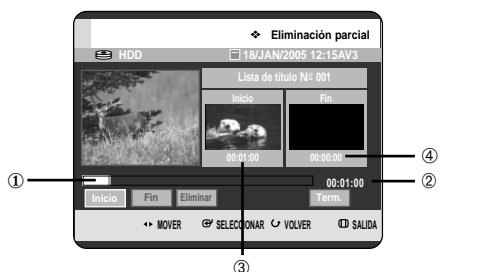 ❖ Eliminación parcial
HDD 18/JAN/2005 12:15AV3
Lista de título Nº 001
Inicio Fin
00:01:00 00:00:00
④
① 00:01:00 ②
Inicio Fin Eliminar Term.
MOVER SELECCIONAR VOLVER SALIDA
③